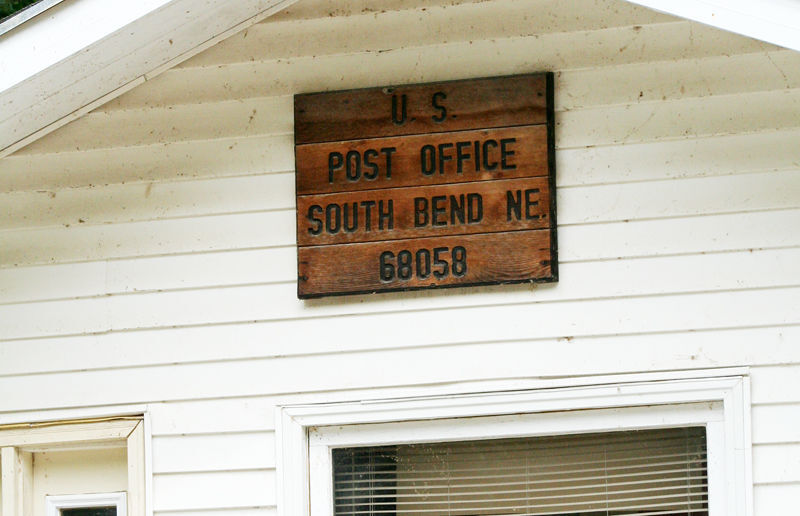 U. S.
POST OFFICE
SOUTH BEND NE.
68058